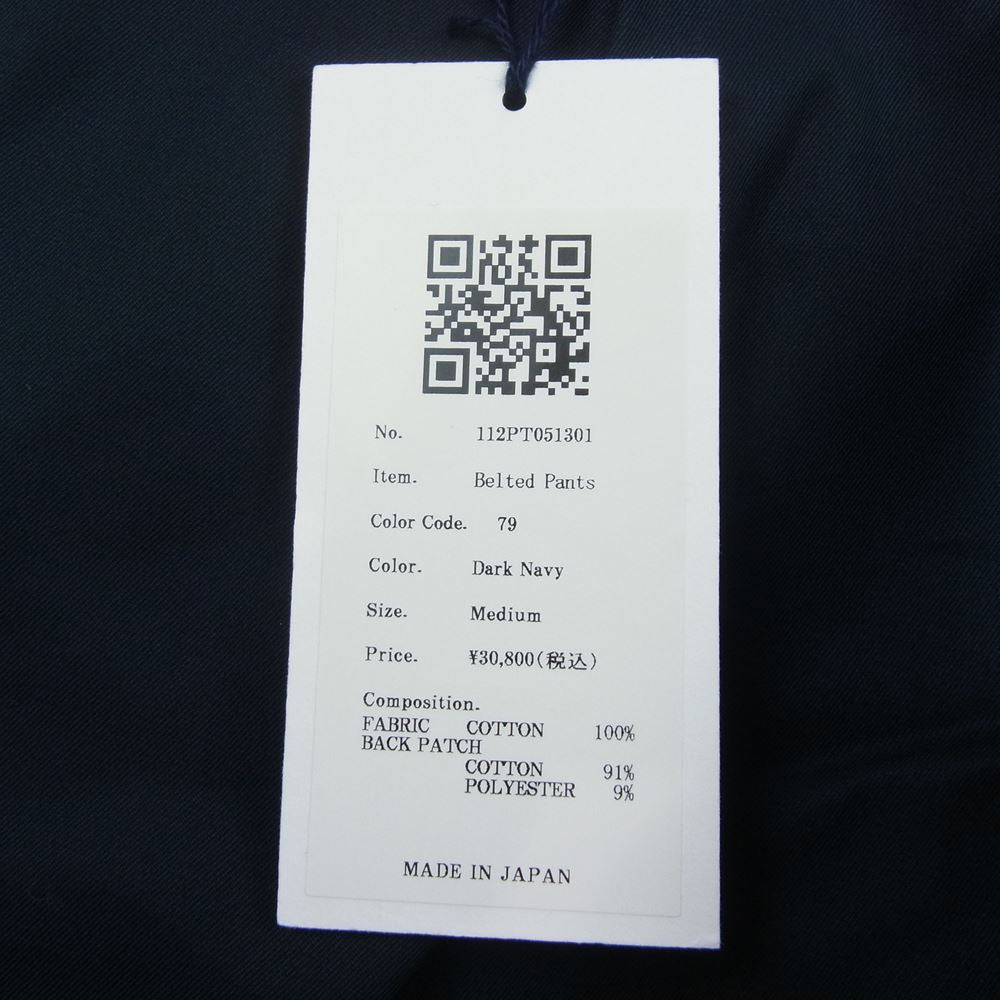 No. 112PT051301
Item. Belted Pants
Color Code. 79
Color. Dark Navy
Size. Medium
Price. ¥30,800(税込)
Composition.
FABRIC COTTON 100%
BACK PATCH
COTTON 91%
POLYESTER 9%
MADE IN JAPAN